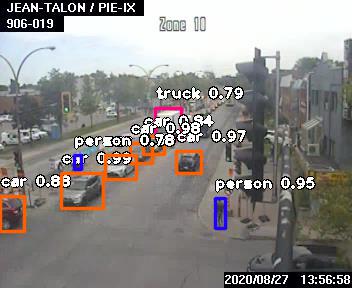 JEAN-TALON / PIE-IX
906-019
Zone 10
truck 0.79
car 0.84
car 0.98
person 0.78
car 0.97
car 0.99
car 0.88
person 0.95
2020/08/27 13:56:58